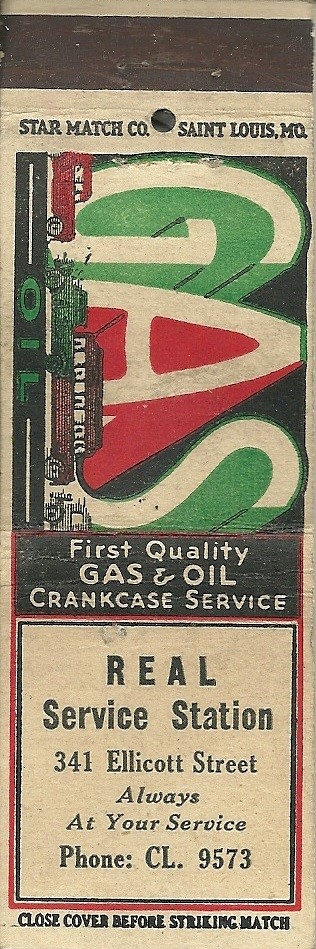 STAR MATCH CO. SAINT LOUIS, MO.
GAS
OIL
First Quality
GAS & OIL
CRANKCASE SERVICE
REAL
Service Station
341 Ellicott Street
Always
At Your Service
Phone: CL. 9573
CLOSE COVER BEFORE STRIKING MATCH